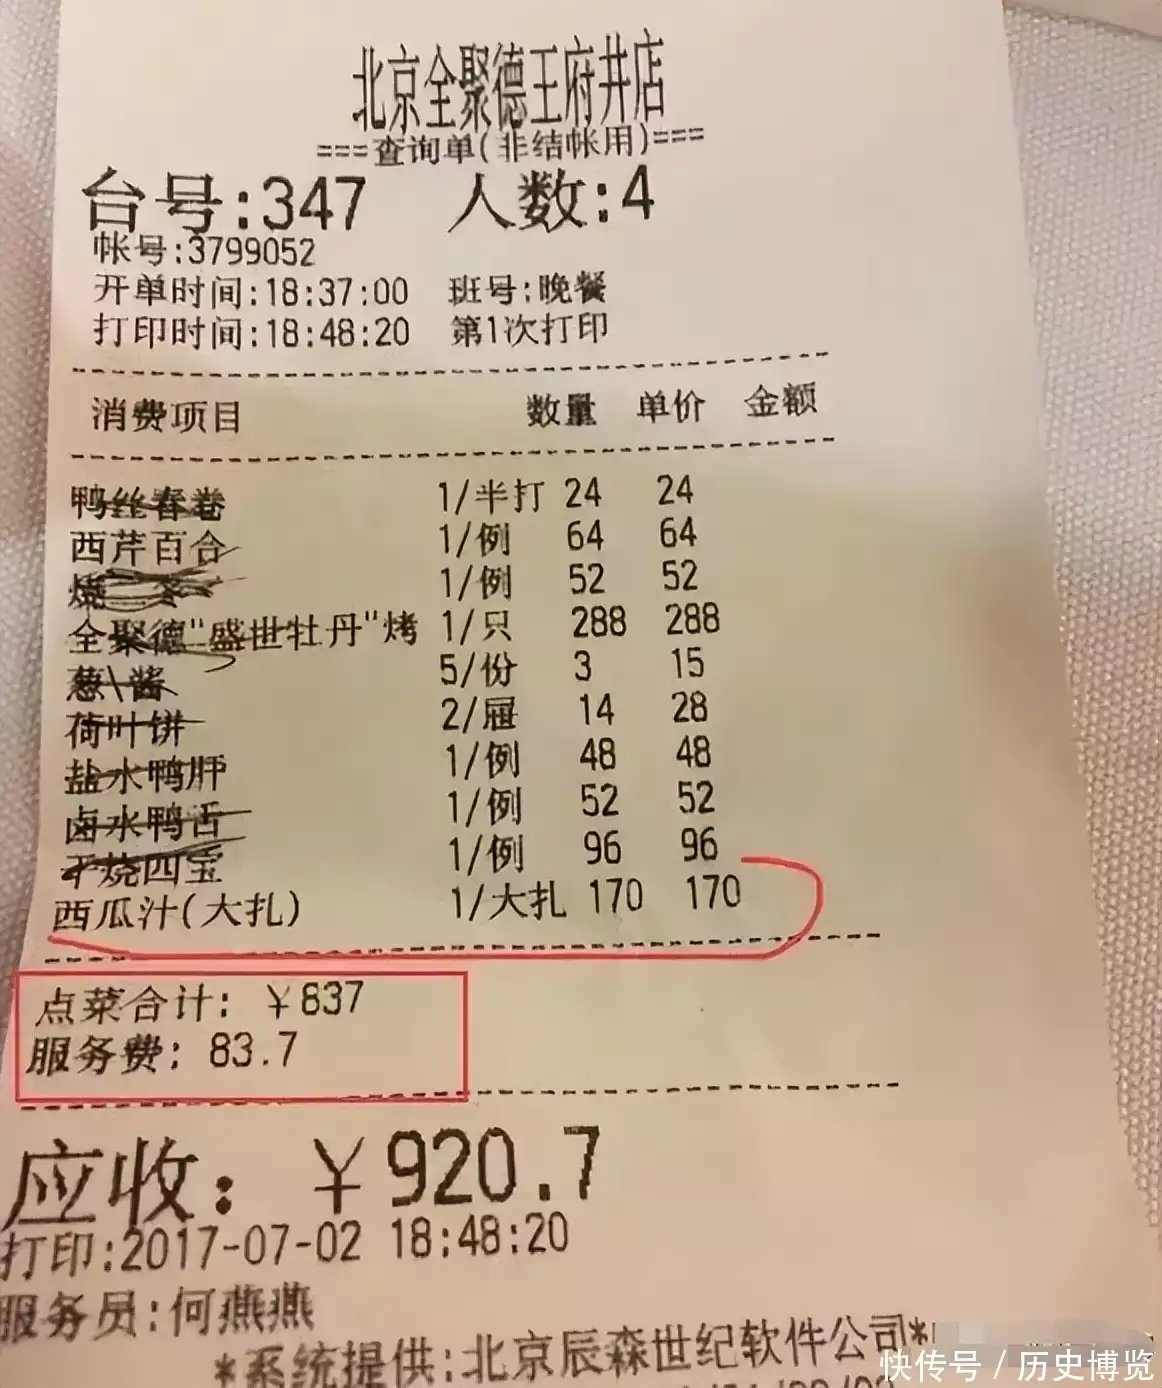 北京全聚德王府井店
===查询单(非结帐用)===
台号:347 人数:4
帐号:3799052
开单时间:18:37:00 班号:晚餐
打印时间:18:48:20 第1次打印
消费项目 数量 单价 金额
鸭丝春卷 1/半打 24 24
西芹百合 1/例 64 64
烧二冬 1/例 52 52
全聚德"盛世牡丹"烤 1/只 288 288
葱\酱 5/份 3 15
荷叶饼 2/屉 14 28
盐水鸭肝 1/例 48 48
卤水鸭舌 1/例 52 52
干烧四宝 1/例 96 96
西瓜汁(大扎) 1/大扎 170 170
点菜合计: ¥837
服务费: 83.7
应收: ¥920.7
打印:2017-07-02 18:48:20
服务员:何燕燕
*系统提供:北京辰森世纪软件公司*
快传号/历史博览